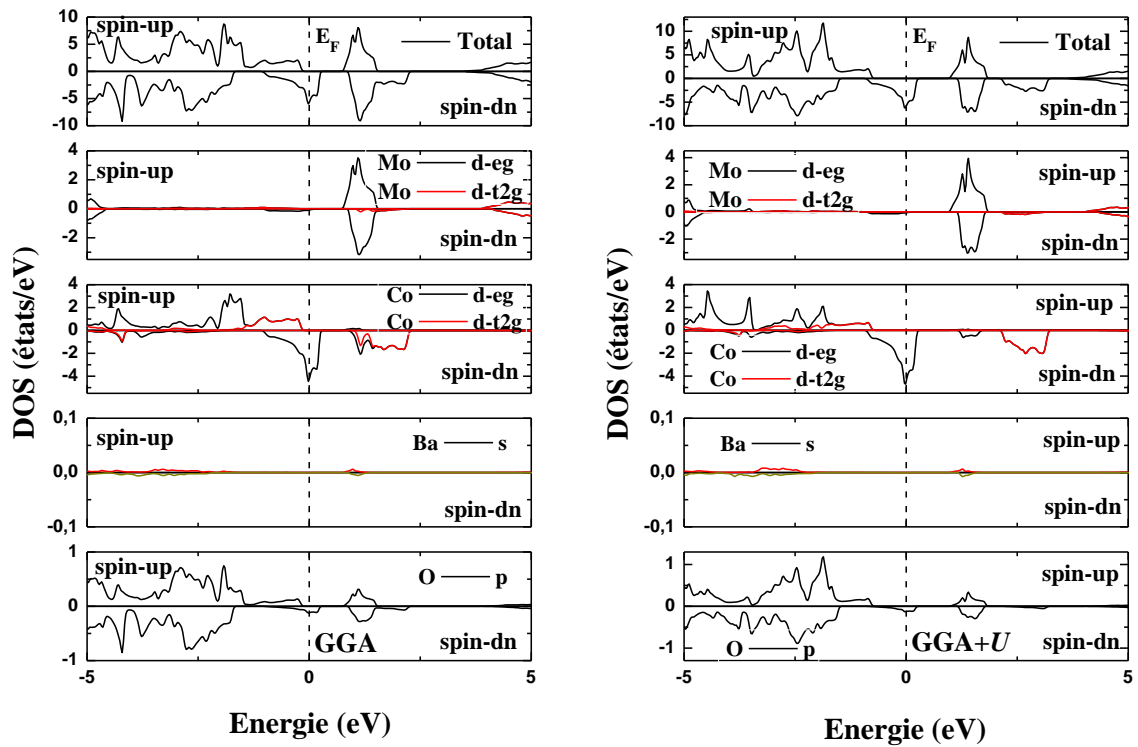 spin-up
E_F
Total
spin-dn
10
5
0
-5
-10
spin-up
Mo d-eg
Mo d-t2g
spin-dn
4
2
0
-2
spin-up
Co d-eg
Co d-t2g
spin-dn
4
2
0
-2
-4
spin-up
Ba s
spin-dn
0,1
0,0
-0,1
spin-up
O p
GGA
spin-dn
1
0
-1
-5
0
5
DOS ((états/eV)
Energie (eV)
spin-up
E_F
Total
spin-dn
10
5
0
-5
-10
Mo d-eg
Mo d-t2g
spin-up
spin-dn
4
2
0
-2
spin-up
Co d-eg
Co d-t2g
spin-dn
4
2
0
-2
-4
Ba s
spin-up
spin-dn
0,1
0,0
-0,1
spin-up
O p
GGA+U
spin-dn
1
0
-1
-5
0
5
DOS ((états/eV)
Energie (eV)